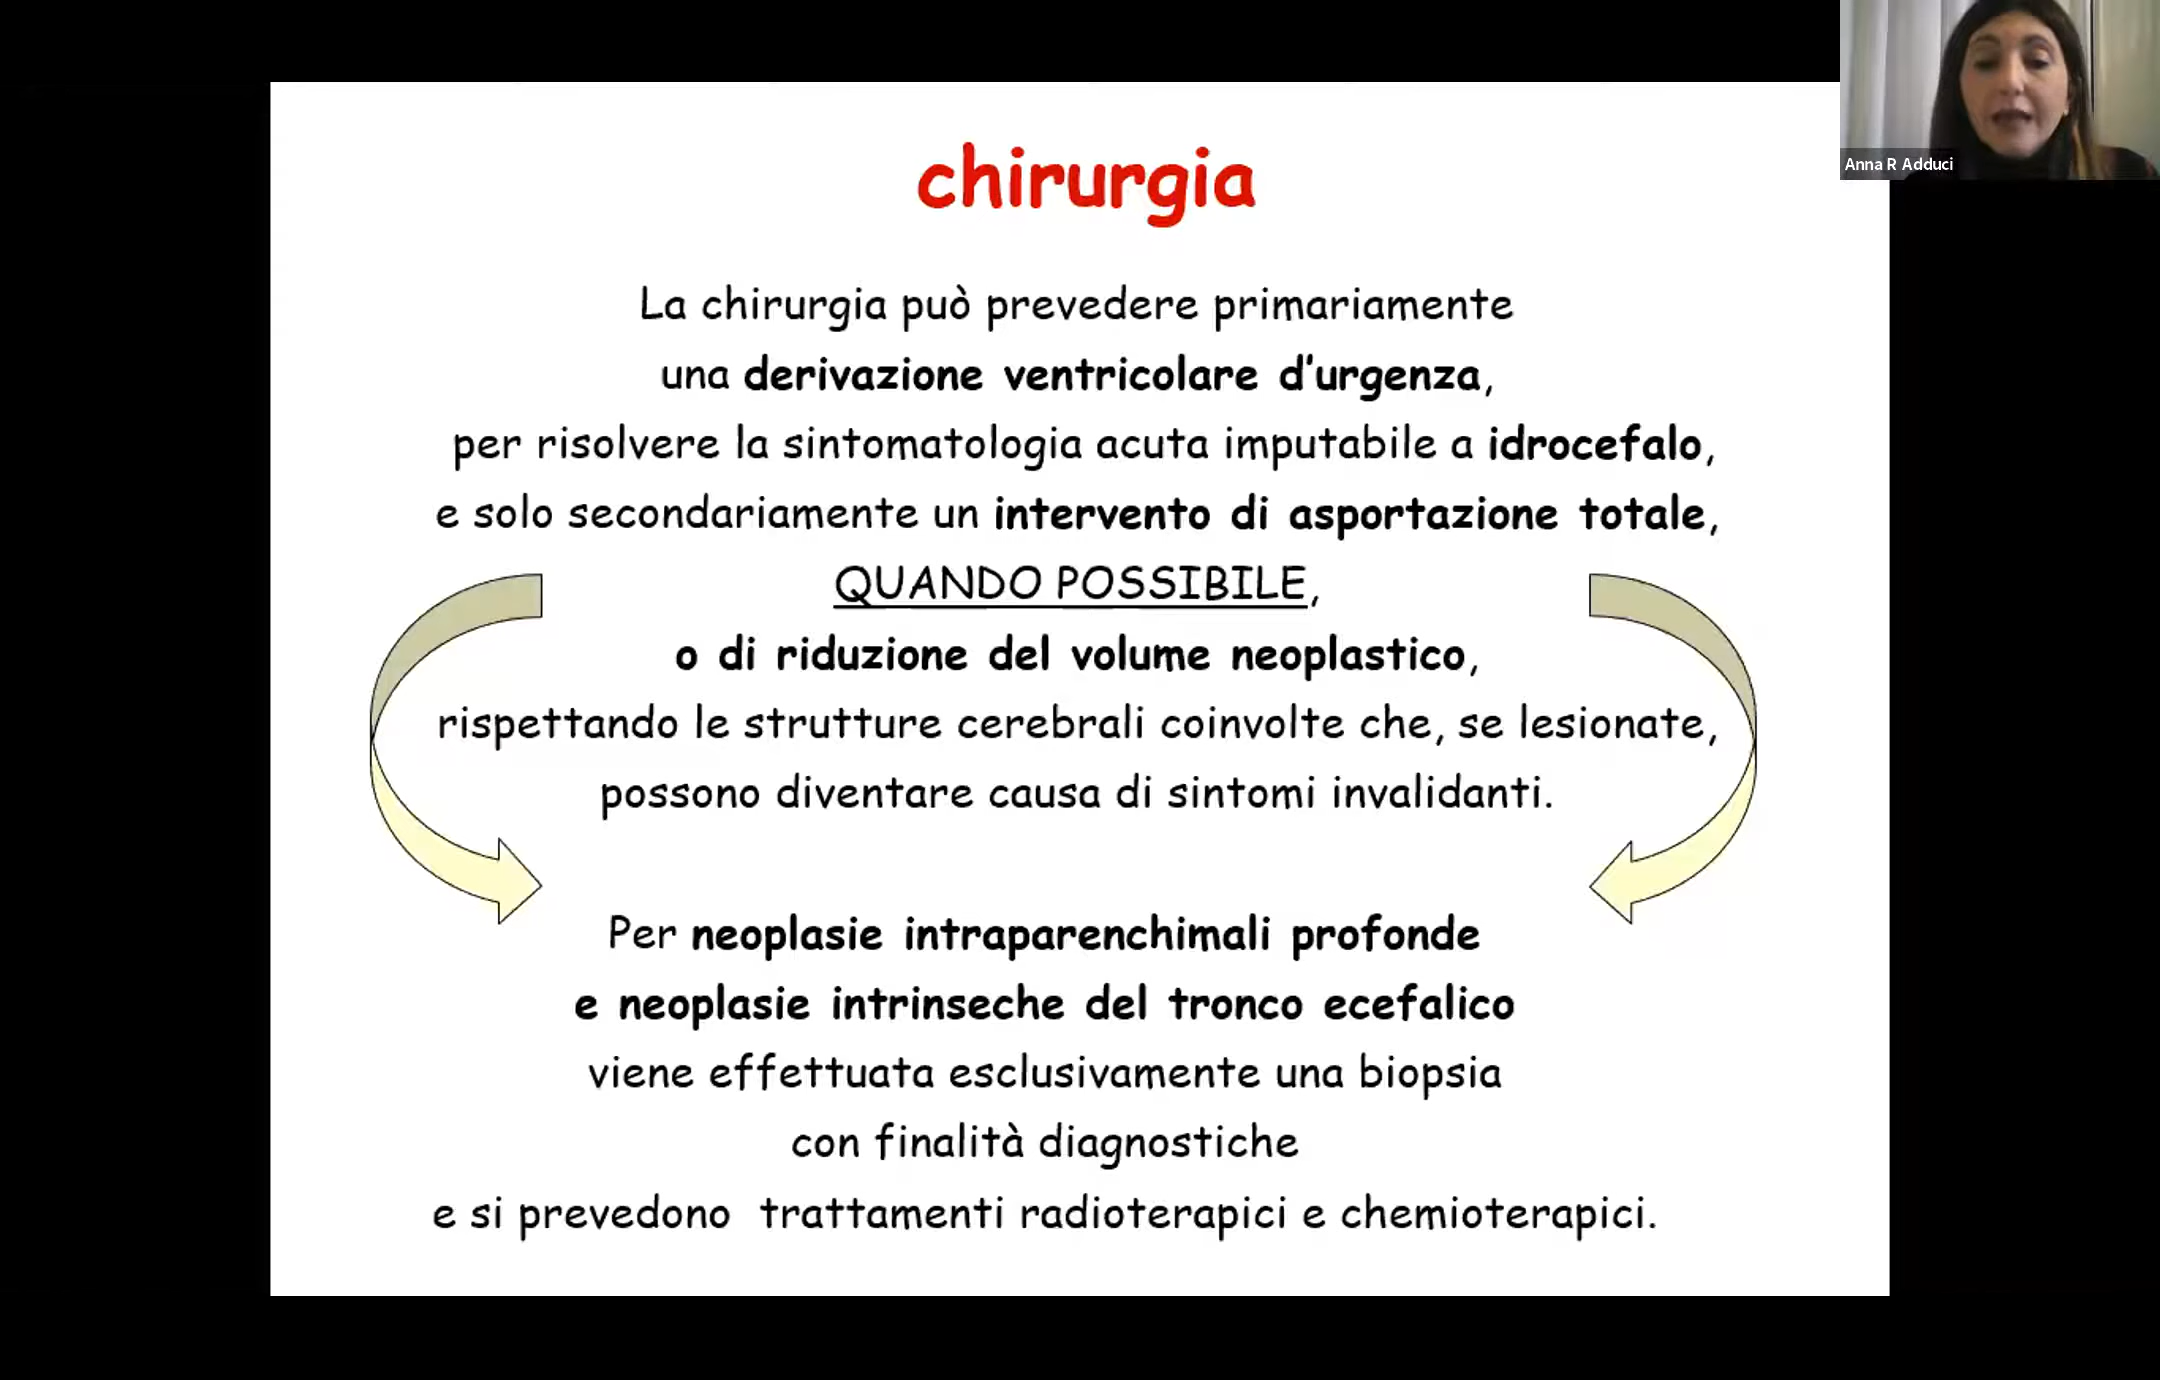 Anna R Adduci
chirurgia
La chirurgia può prevedere primariamente
una derivazione ventricolare d'urgenza,
per risolvere la sintomatologia acuta imputabile a idrocefalo,
e solo secondariamente un intervento di asportazione totale,
QUANDO POSSIBILE,
o di riduzione del volume neoplastico,
rispettando le strutture cerebrali coinvolte che, se lesionate,
possono diventare causa di sintomi invalidanti.
Per neoplasie intraparenchimali profonde
e neoplasie intrinseche del tronco ecefalico
viene effettuata esclusivamente una biopsia
con finalità diagnostiche
e si prevedono trattamenti radioterapici e chemioterapici.